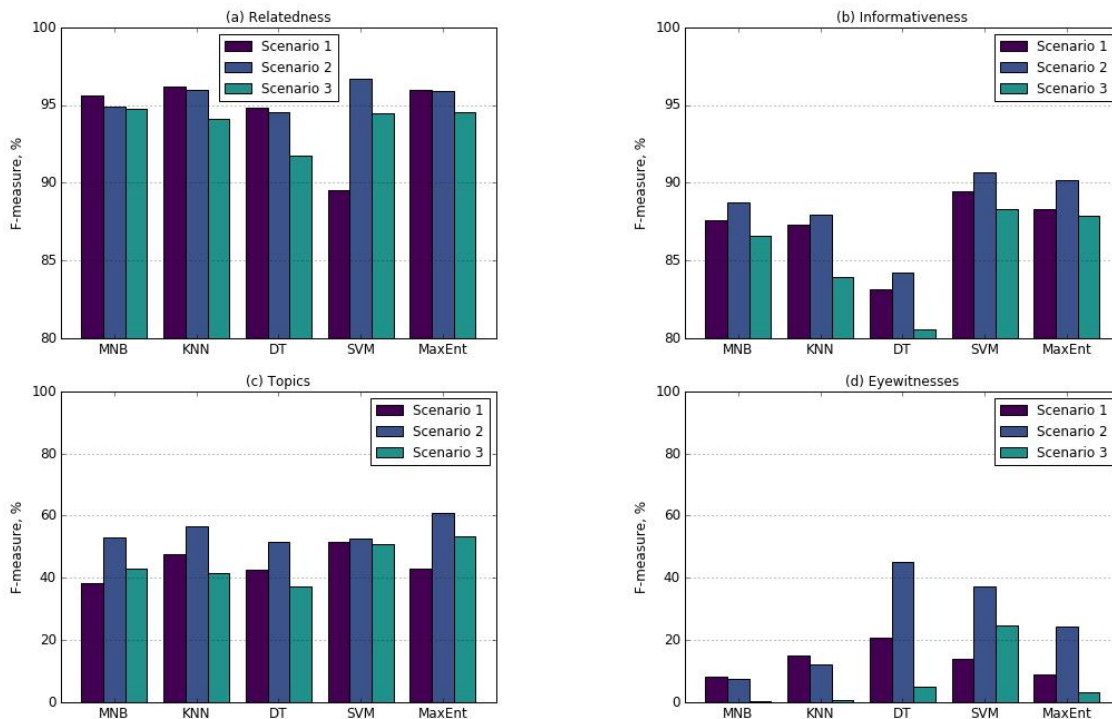 (a) Relatedness
100
95
90
85
80
F-measure, %
Scenario 1
Scenario 2
Scenario 3
MNB KNN DT SVM MaxEnt
(b) Informativeness
100
95
90
85
80
F-measure, %
Scenario 1
Scenario 2
Scenario 3
MNB KNN DT SVM MaxEnt
(c) Topics
100
80
60
40
20
0
F-measure, %
Scenario 1
Scenario 2
Scenario 3
MNB KNN DT SVM MaxEnt
(d) Eyewitnesses
100
80
60
40
20
0
F-measure, %
Scenario 1
Scenario 2
Scenario 3
MNB KNN DT SVM MaxEnt